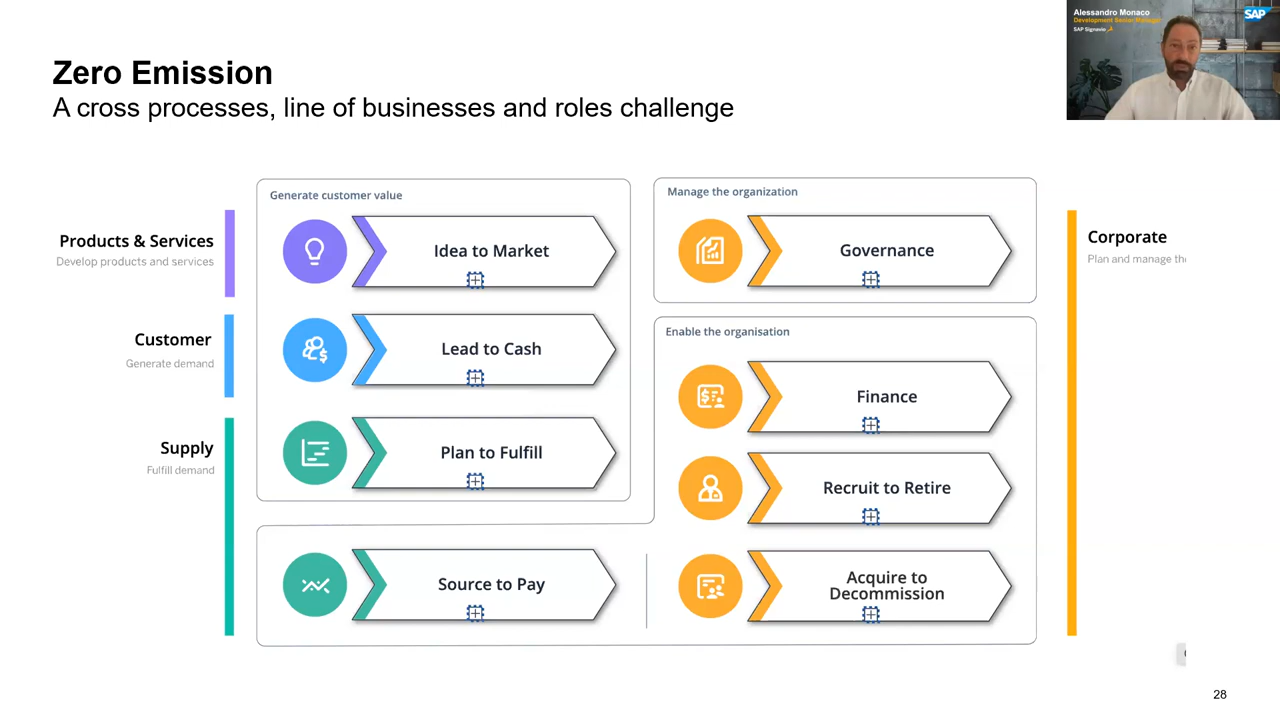 Zero Emission
A cross processes, line of businesses and roles challenge
Alessandro Monaco
Development Sector Manager
SAP Signavio
SAP
Products & Services
Develop products and services
Customer
Generate demand
Supply
Fulfill demand
Generate customer value
Idea to Market
Lead to Cash
Plan to Fulfill
Source to Pay
Manage the organization
Governance
Enable the organisation
Finance
Recruit to Retire
Acquire to
Decommission
Corporate
Plan and manage the
28